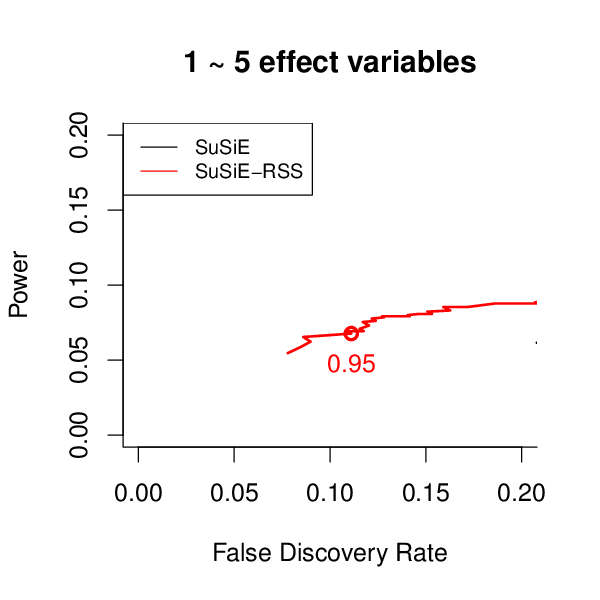 1 ~ 5 effect variables
SuSiE
SuSiE−RSS
0.95
Power
0.00 0.05 0.10 0.15 0.20
0.00 0.05 0.10 0.15 0.20
False Discovery Rate